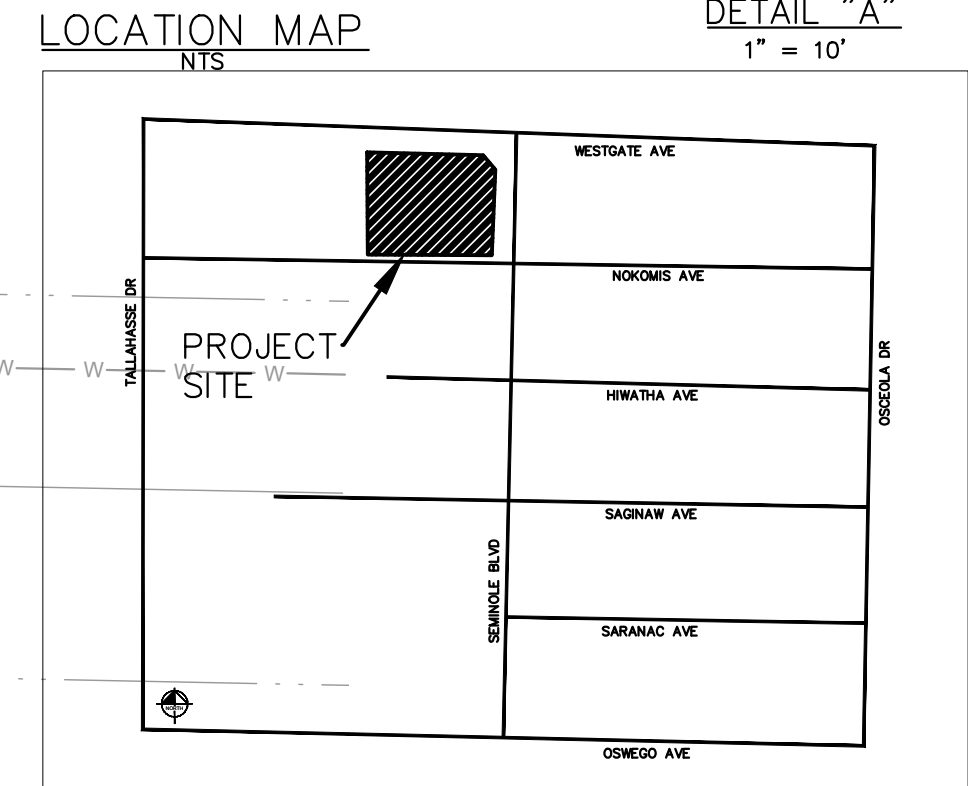 LOCATION MAP
NTS
DETAIL "A"
1" = 10'
WESTGATE AVE
NOKOMIS AVE
TALLAHASSE DR
PROJECT
SITE
W W W W
HIWATHA AVE
OSCEOLA DR
SAGINAW AVE
SEMINOLE BLVD
SARANAC AVE
NORTH
OSWEGO AVE